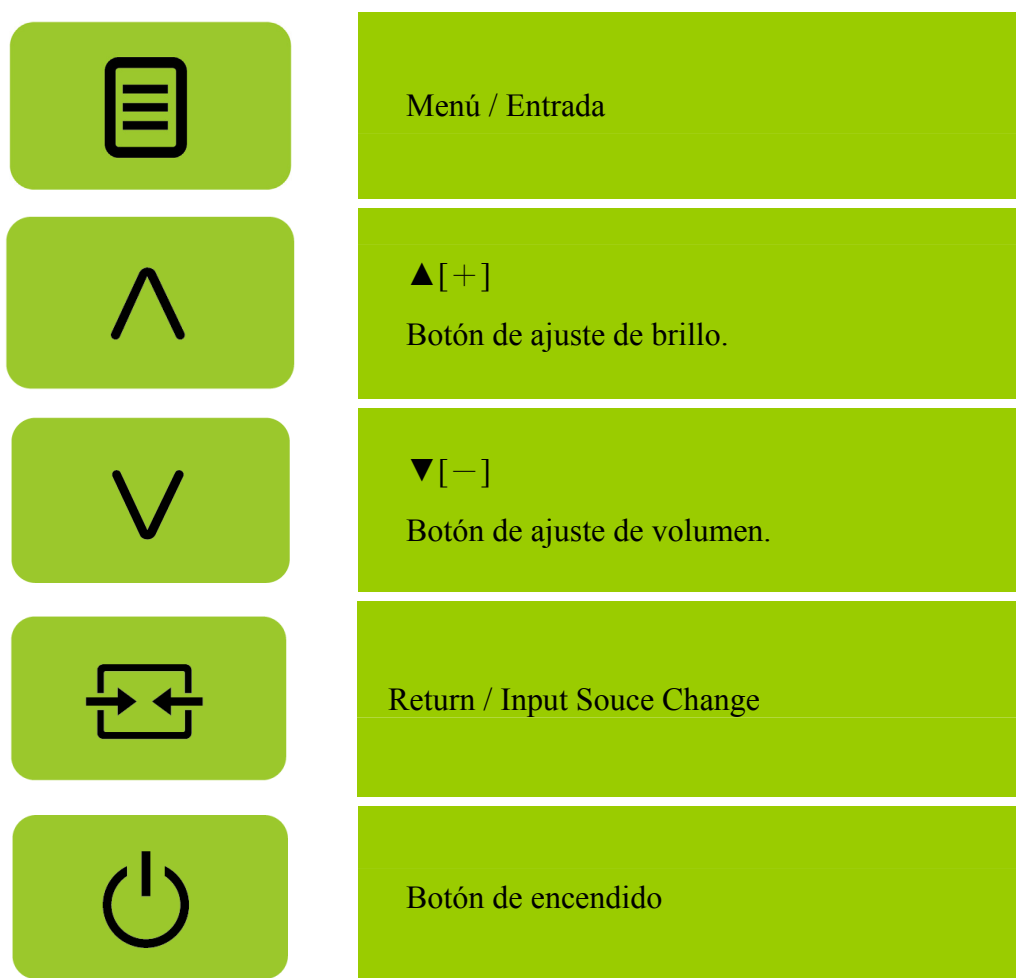 Menú / Entrada
▲[+]
Botón de ajuste de brillo.
▼[－]
Botón de ajuste de volumen.
Return / Input Souce Change
Botón de encendido